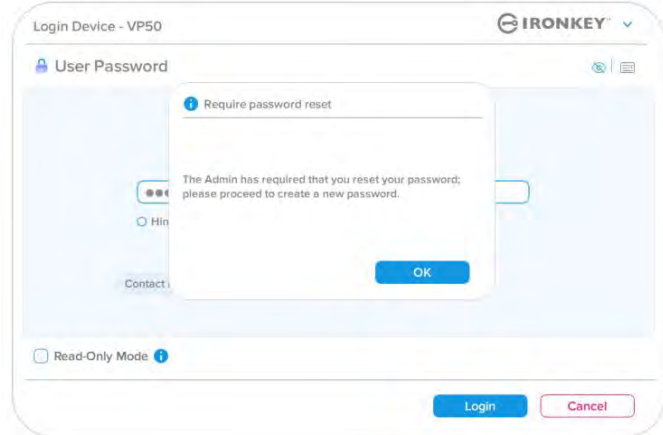 Login Device - VP50
IRONKEY
User Password
Require password reset
The Admin has required that you reset your password;
please proceed to create a new password.
Contact
OK
Read-Only Mode
Login
Cancel